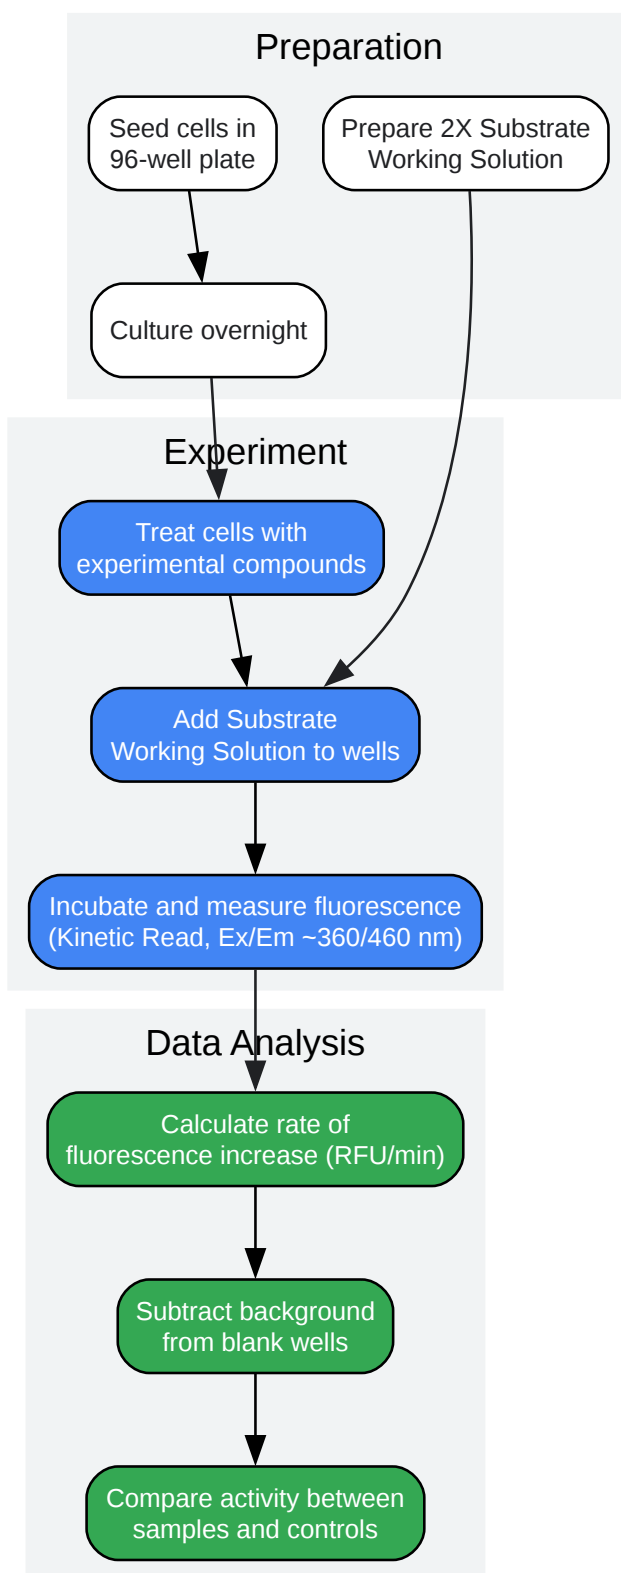 Preparation
Seed cells in
96-well plate
Prepare 2X Substrate
Working Solution
Culture overnight
Experiment
Treat cells with
experimental compounds
Add Substrate
Working Solution to wells
Incubate and measure fluorescence
(Kinetic Read, Ex/Em ~360/460 nm)
Data Analysis
Calculate rate of
fluorescence increase (RFU/min)
Subtract background
from blank wells
Compare activity between
samples and controls